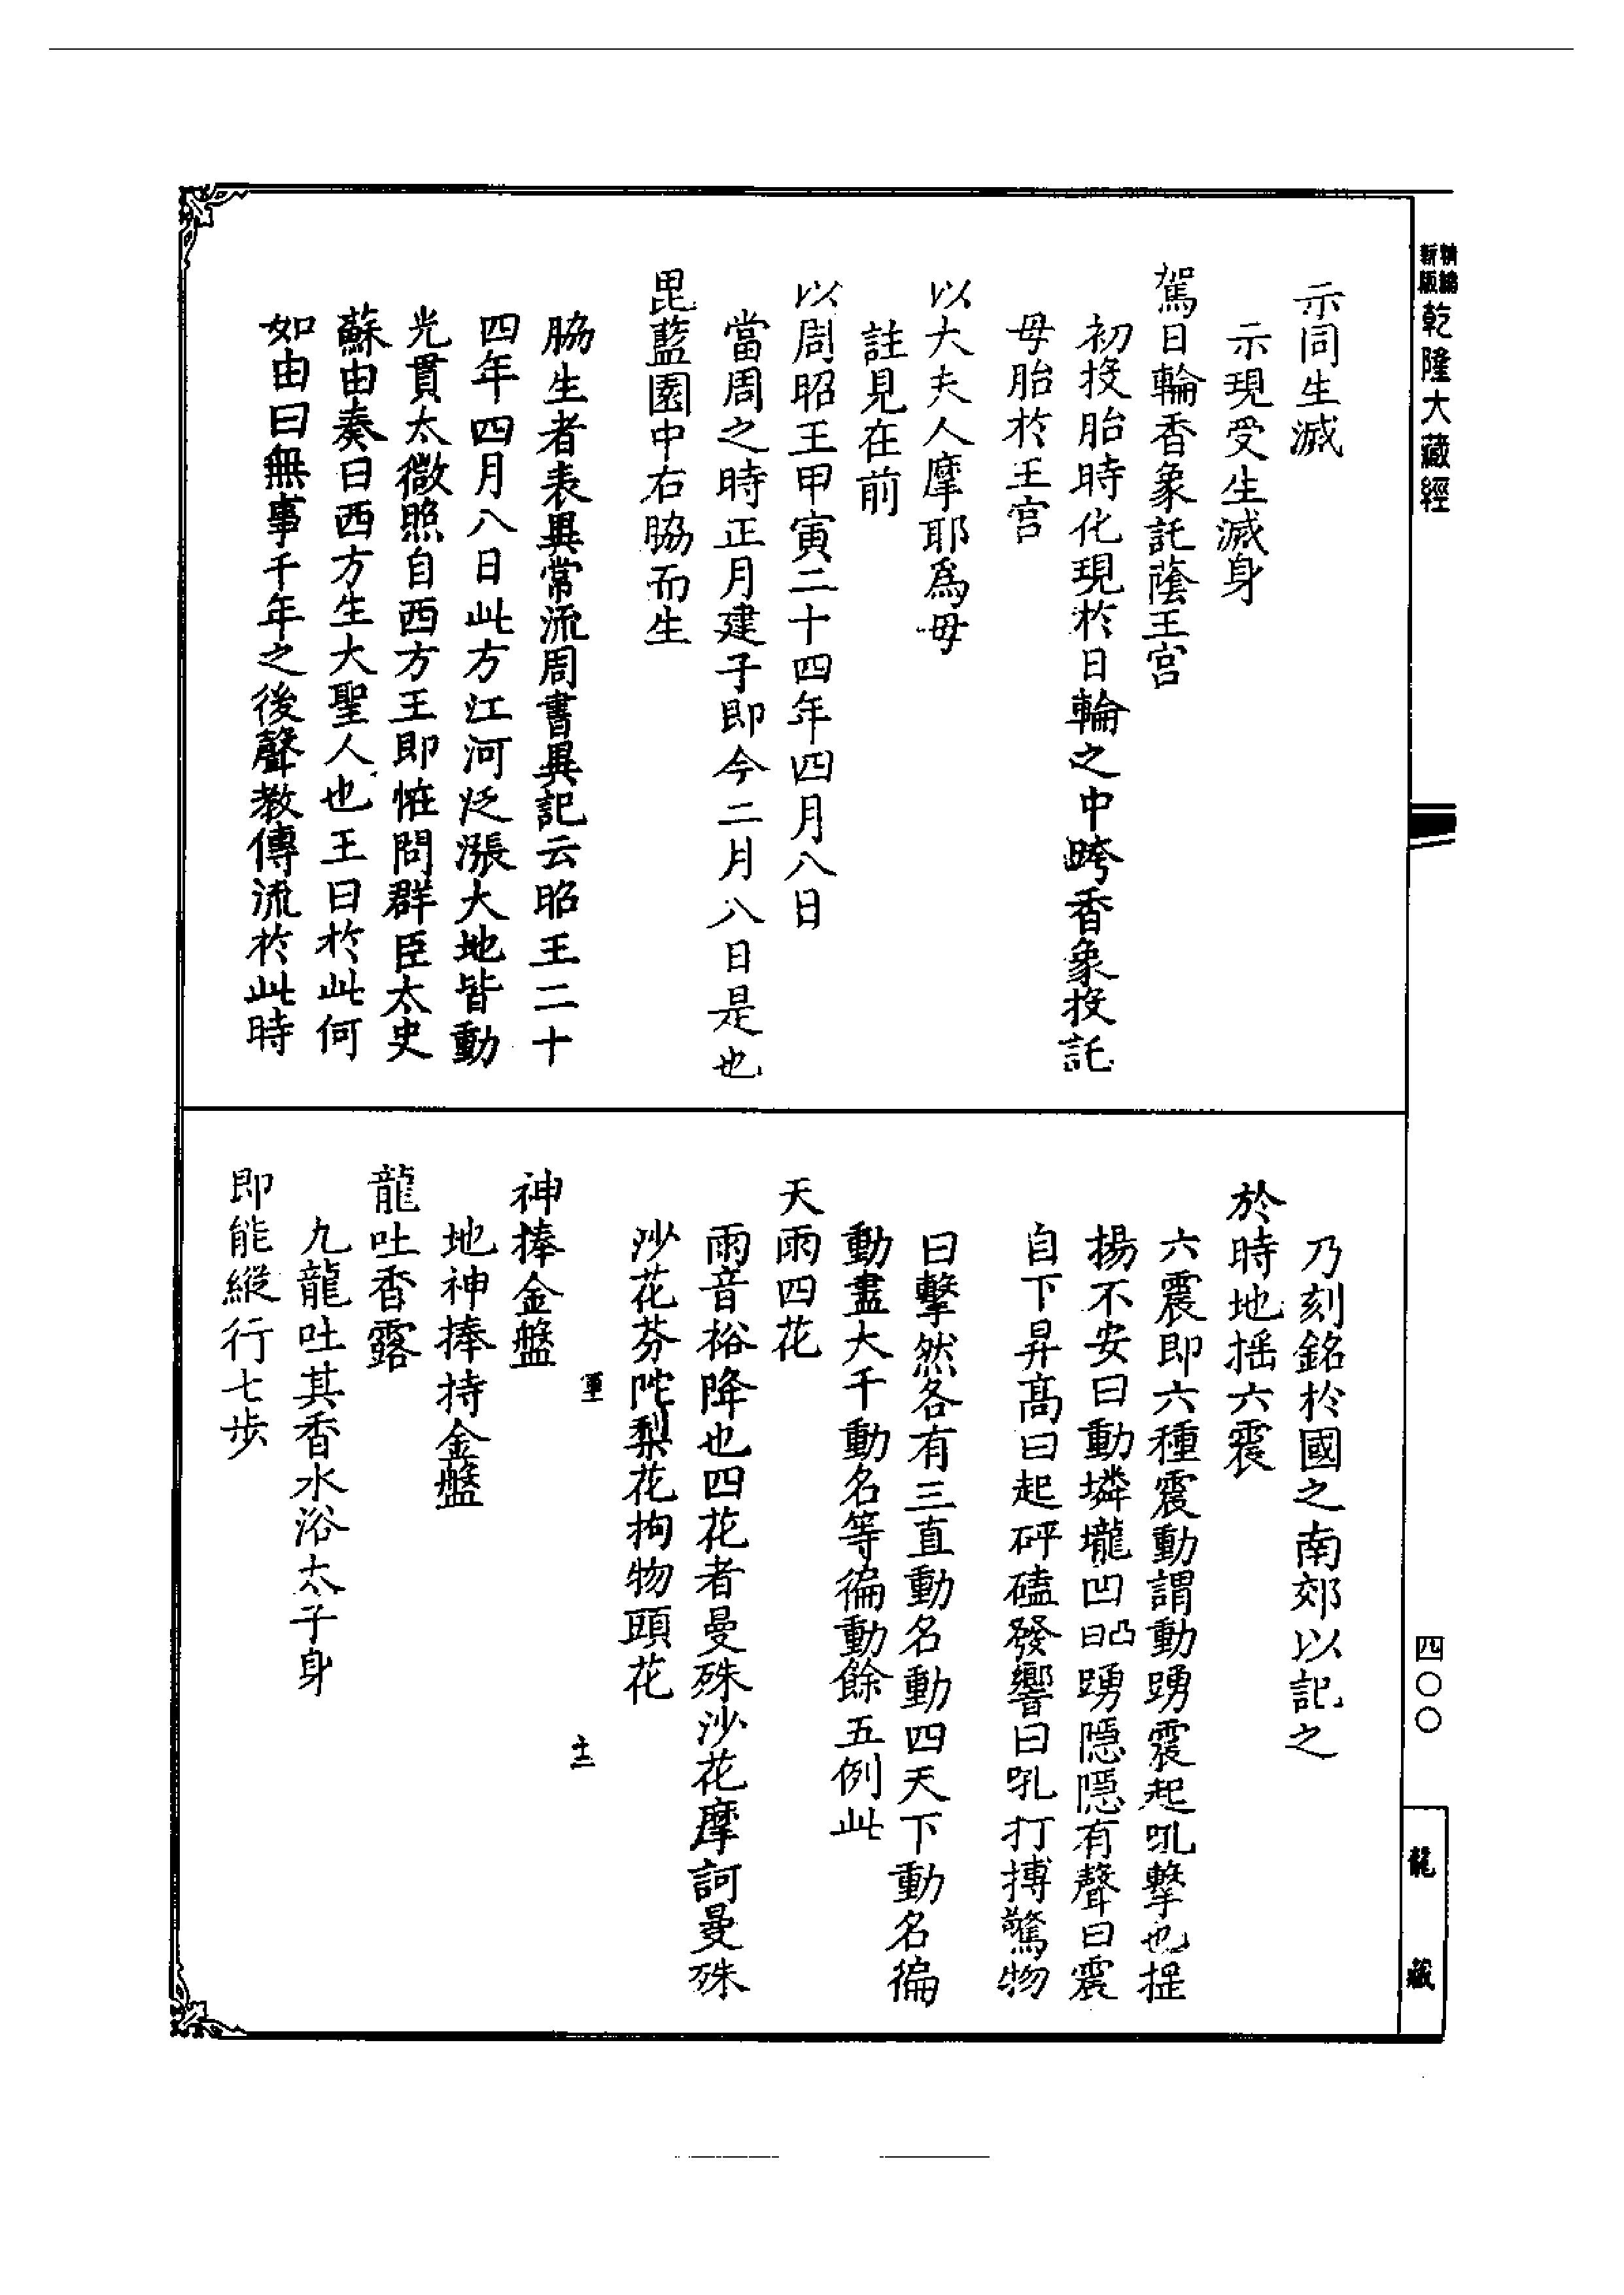 精編
新版
乾隆大藏經
示同生滅
示現受生滅身
駕日輪香象託蔭王宮
初投胎時化現於日輪之中跨香象投託
母胎於王宮
以大夫人摩耶為母
註見在前
以周昭王甲寅二十四年四月八日
當周之時正月建子即今二月八日是也
毘藍園中右脇而生
脇生者表異常流周書異記云昭王二十
四年四月八日此方江河泛漲大地皆動
光貫太微照自西方王即恠問群臣太史
蘇由奏曰西方生大聖人也王曰於此何
如由曰無事千年之後聲教傳流於此時
乃刻銘於國之南郊以記之
於時地搖六震
六震即六種震動謂動踴震起吼擊也提
揚不安曰動墣壠凹凸曰踴隱隱有聲曰震
自下昇高曰起砰磕發響曰吼打搏驚物
曰擊然各有三直動名動四天下動名徧
動盡大千動名等徧動餘五例此
天雨四花
雨音裕降也四花者曼殊沙花摩訶曼殊
沙花芬陀梨花拘物頭花
十二
神捧金盤
地神捧持金盤
龍吐香露
九龍吐其香水浴太子身
即能縱行七步
四〇〇
龍藏